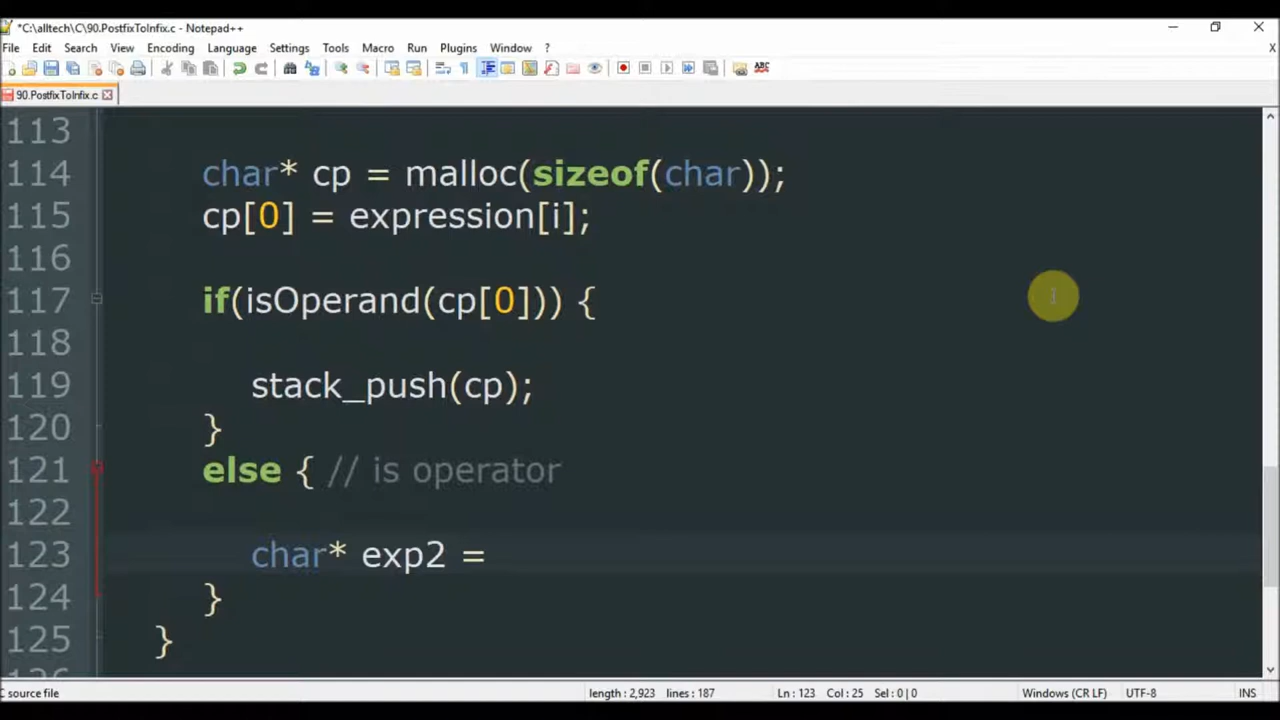 *C:\alltech\C\90.PostfixToInfix.c - Notepad++
File Edit Search View Encoding Language Settings Tools Macro Run Plugins Window ? X
ABC
90.PostfixToInfix.c
113
114 char* cp = malloc(sizeof(char));
115 cp[0] = expression[i];
116
117 if(isOperand(cp[0])) {
118
119 stack_push(cp);
120 }
121 else { // is operator
122
123 char* exp2 =
124 }
125 }
C source file length : 2,923 lines : 187 Ln : 123 Col : 25 Sel : 0 | 0 Windows (CR LF) UTF-8 INS